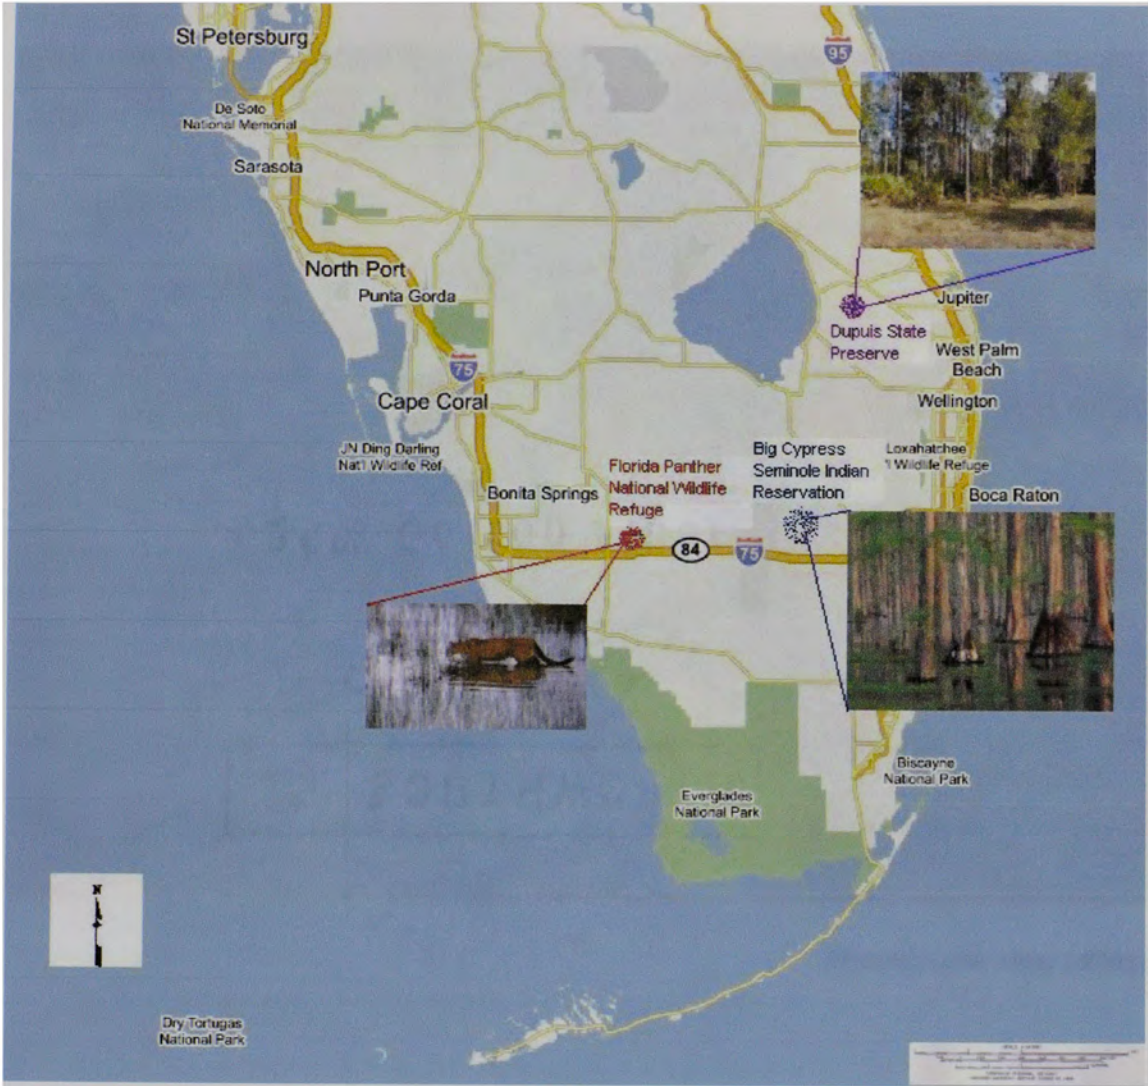 St Petersburg
95
De Soto
National Memorial
Sarasota
North Port
Punta Gorda
Jupiter
Dupuis State
Preserve
West Palm
Beach
75
Cape Coral
Wellington
JN Ding Darling
Nat'l Wildlife Ref
Florida Panther
National Wildlife
Refuge
Big Cypress
Seminole Indian
Reservation
Loxahatchee
'l Wildlife Refuge
Bonita Springs
Boca Raton
84
75
Biscayne
National Park
Everglades
National Park
N
Dry Tortugas
National Park